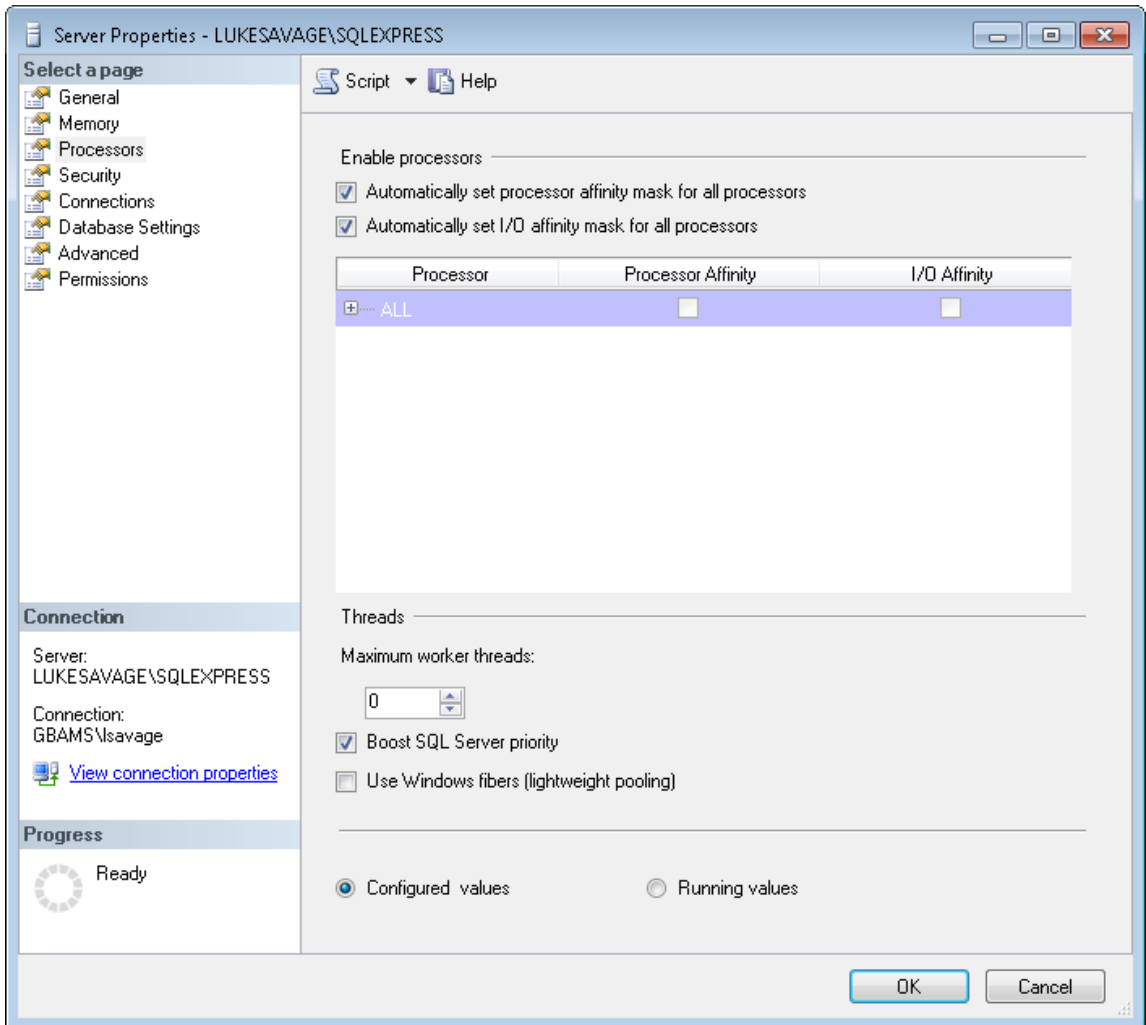 Server Properties - LUKESAVAGE\SQLEXPRESS
Select a page
General
Memory
Processors
Security
Connections
Database Settings
Advanced
Permissions
Script
Help
Enable processors
Automatically set processor affinity mask for all processors
Automatically set I/O affinity mask for all processors
Processor Processor Affinity I/O Affinity
ALL
Threads
Maximum worker threads:
0
Boost SQL Server priority
Use Windows fibers (lightweight pooling)
Configured values Running values
Connection
Server:
LUKESAVAGE\SQLEXPRESS
Connection:
GBAMS\lsavage
View connection properties
Progress
Ready
OK Cancel